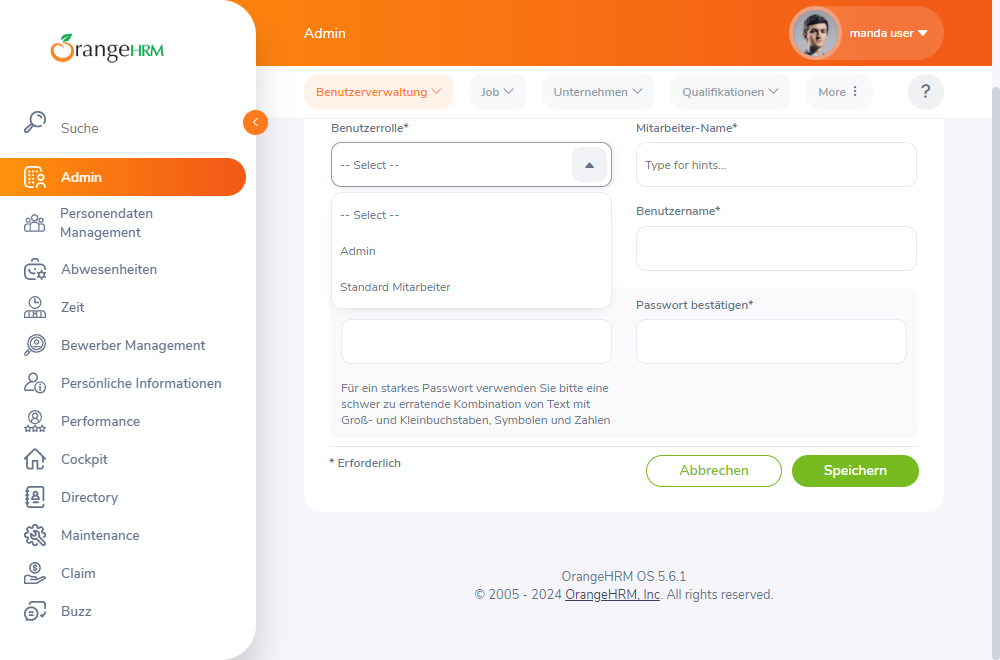 OrangeHRM
Suche
Admin
Personendaten
Management
Abwesenheiten
Zeit
Bewerber Management
Persönliche Informationen
Performance
Cockpit
Directory
Maintenance
Claim
Buzz
Admin
manda user
Benutzerverwaltung
Job
Unternehmen
Qualifikationen
More
?
Benutzerrolle*
-- Select --
-- Select --
Admin
Standard Mitarbeiter
Mitarbeiter-Name*
Type for hints...
Benutzername*
Passwort bestätigen*
Für ein starkes Passwort verwenden Sie bitte eine
schwer zu erratende Kombination von Text mit
Groß- und Kleinbuchstaben, Symbolen und Zahlen
* Erforderlich
Abbrechen
Speichern
OrangeHRM OS 5.6.1
© 2005 - 2024 OrangeHRM, Inc. All rights reserved.